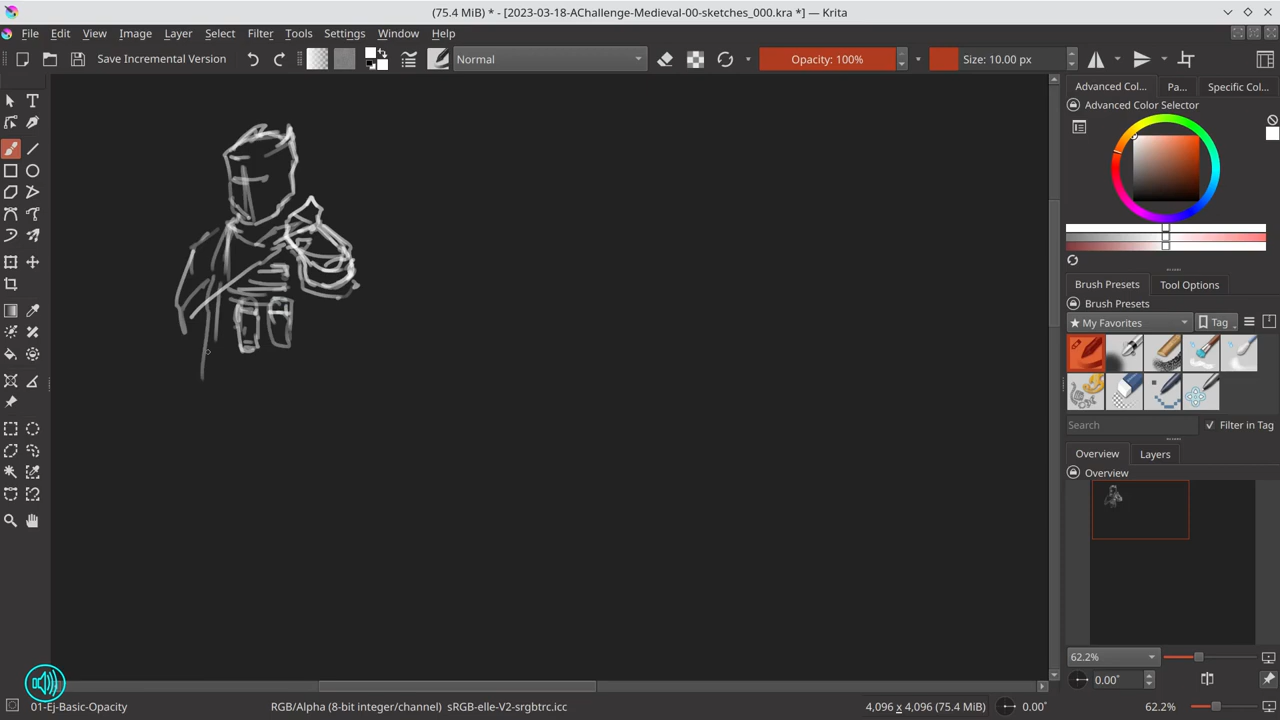 (75.4 MiB) * - [2023-03-18-AChallenge-Medieval-00-sketches_000.kra *] — Krita
File Edit View Image Layer Select Filter Tools Settings Window Help
Save Incremental Version Normal Opacity: 100% Size: 10.00 px
Advanced Col... Pa... Specific Col...
Advanced Color Selector
Brush Presets Tool Options
Brush Presets
★ My Favorites Tag
Search Filter in Tag
Overview Layers
Overview
62.2%
0.00°
01-Ej-Basic-Opacity RGB/Alpha (8-bit integer/channel) sRGB-elle-V2-srgbtrc.icc 4,096 x 4,096 (75.4 MiB) 0.00° 62.2%